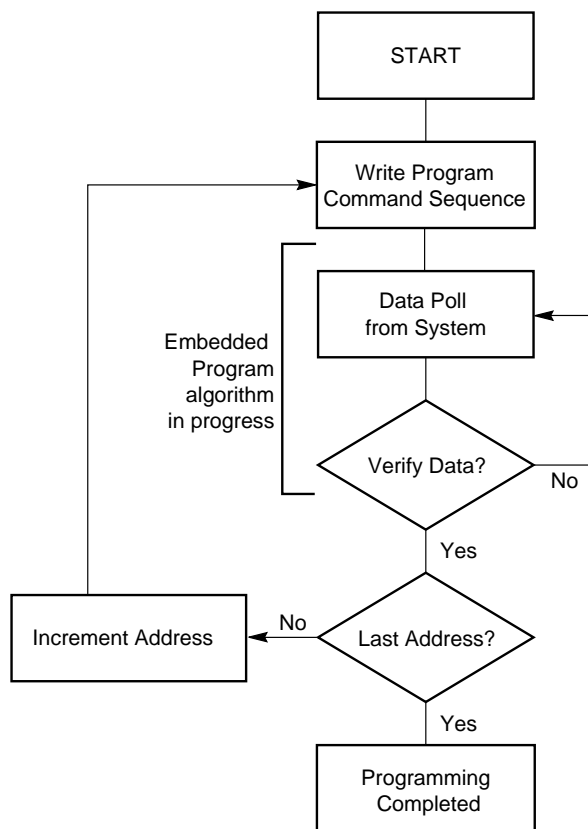 START
Write Program
Command Sequence
Data Poll
from System
Embedded
Program
algorithm
in progress
Verify Data?
No
Yes
Increment Address
No
Last Address?
Yes
Programming
Completed